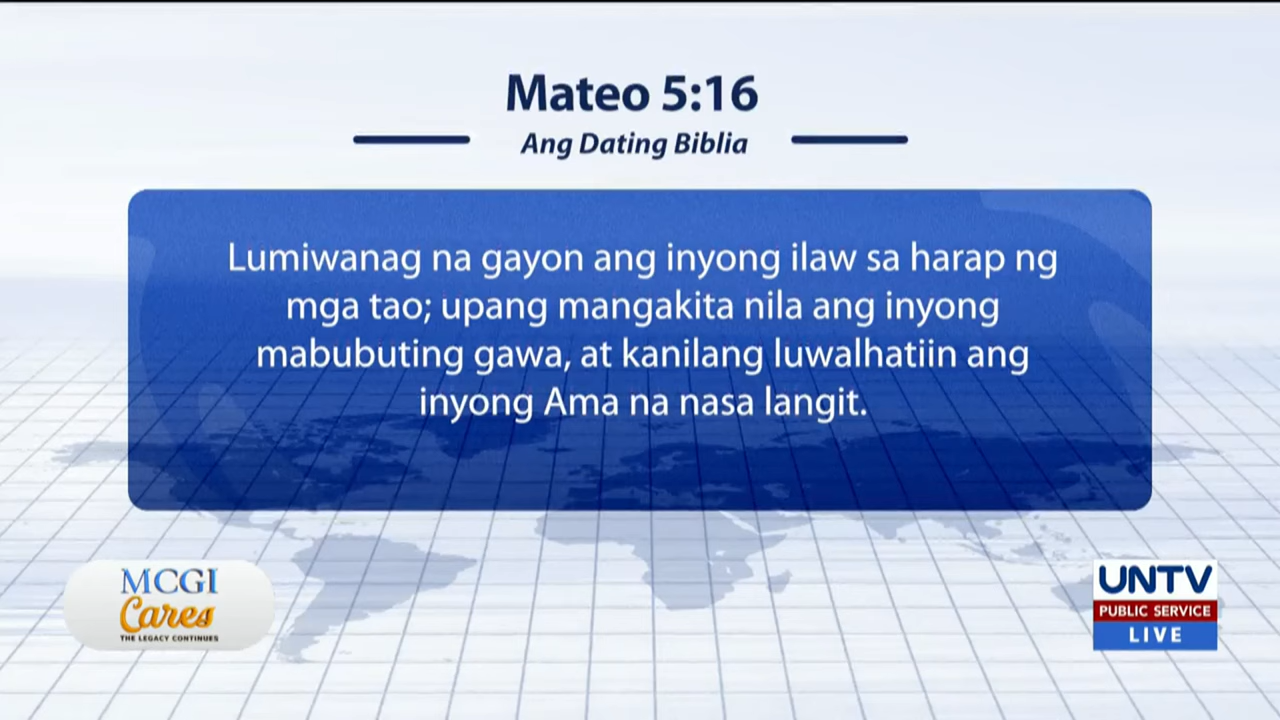 Mateo 5:16
Ang Dating Biblia
Lumiwanag na gayon ang inyong ilaw sa harap ng
mga tao; upang mangakita nila ang inyong
mabubuting gawa, at kanilang luwalhatiin ang
inyong Ama na nasa langit.
MCGI
Cares
THE LEGACY CONTINUES
UNTV
PUBLIC SERVICE
LIVE